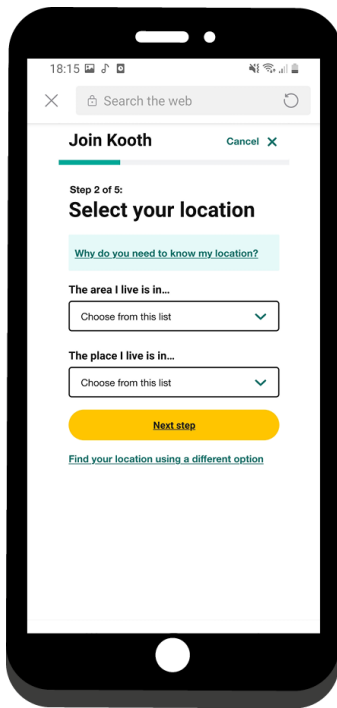 18:15
Search the web
Join Kooth
Cancel X
Step 2 of 5:
Select your location
Why do you need to know my location?
The area I live is in...
Choose from this list
The place I live is in...
Choose from this list
Next step
Find your location using a different option